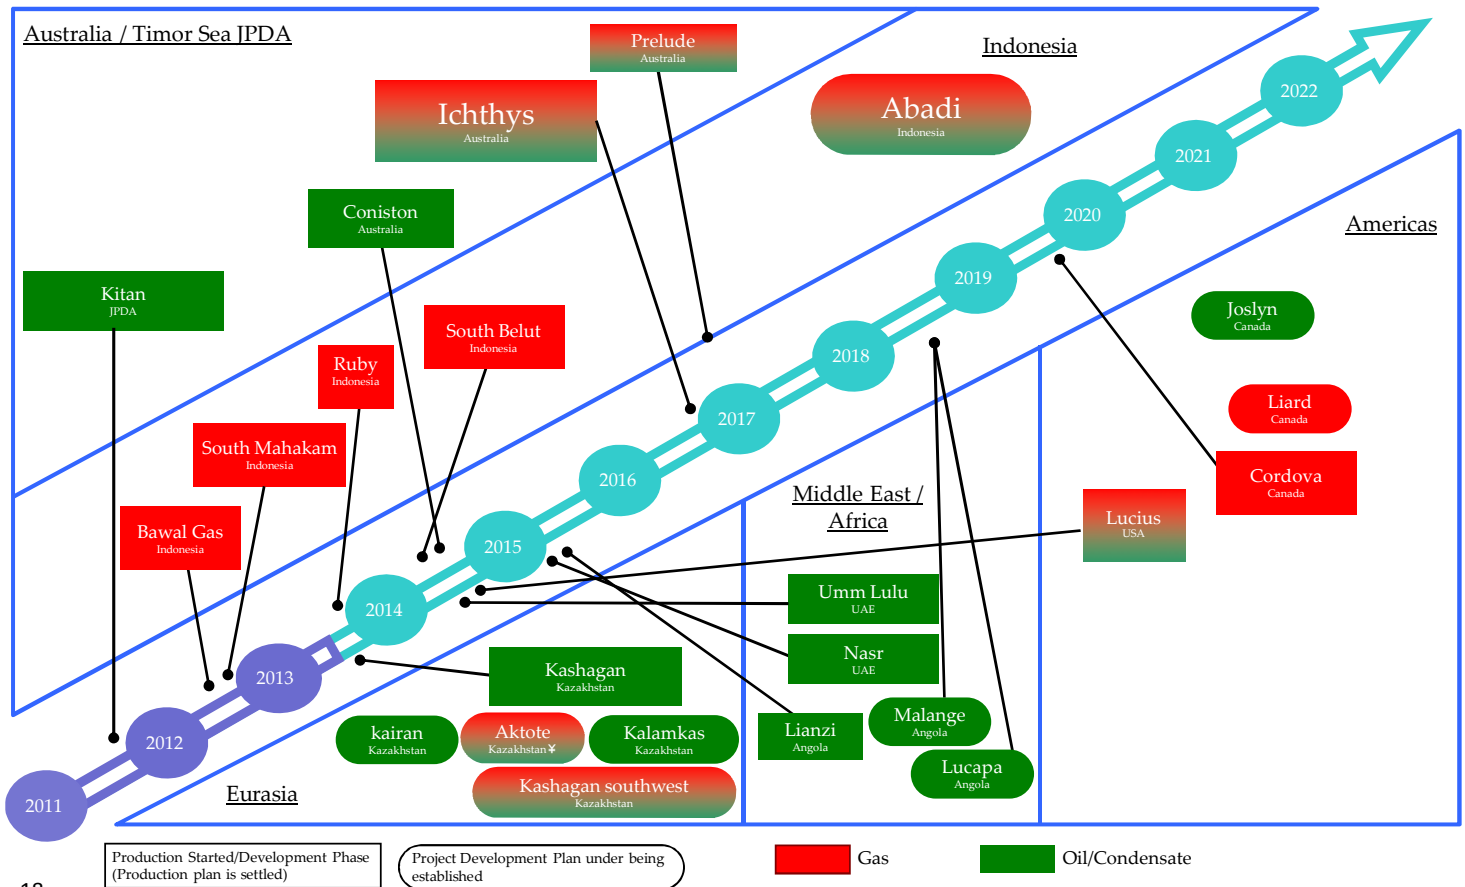 Australia / Timor Sea JPDA
Prelude
Australia
Indonesia
Ichthys
Australia
Abadi
Indonesia
2022
2021
Coniston
Australia
2020
Americas
Kitan
JPDA
2019
Joslyn
Canada
South Belut
Indonesia
Ruby
Indonesia
2018
Liard
Canada
2017
South Mahakam
Indonesia
Cordova
Canada
2016
Middle East /
Africa
Lucius
USA
Bawal Gas
Indonesia
2015
Umm Lulu
UAE
2014
Nasr
UAE
Kashagan
Kazakhstan
2013
Malange
Angola
kairan
Kazakhstan
Aktote
Kazakhstan¥
Kalamkas
Kazakhstan
Lianzi
Angola
2012
Lucapa
Angola
Kashagan southwest
Kazakhstan
Eurasia
2011
Production Started/Development Phase
(Production plan is settled)
Project Development Plan under being
established
Gas
Oil/Condensate